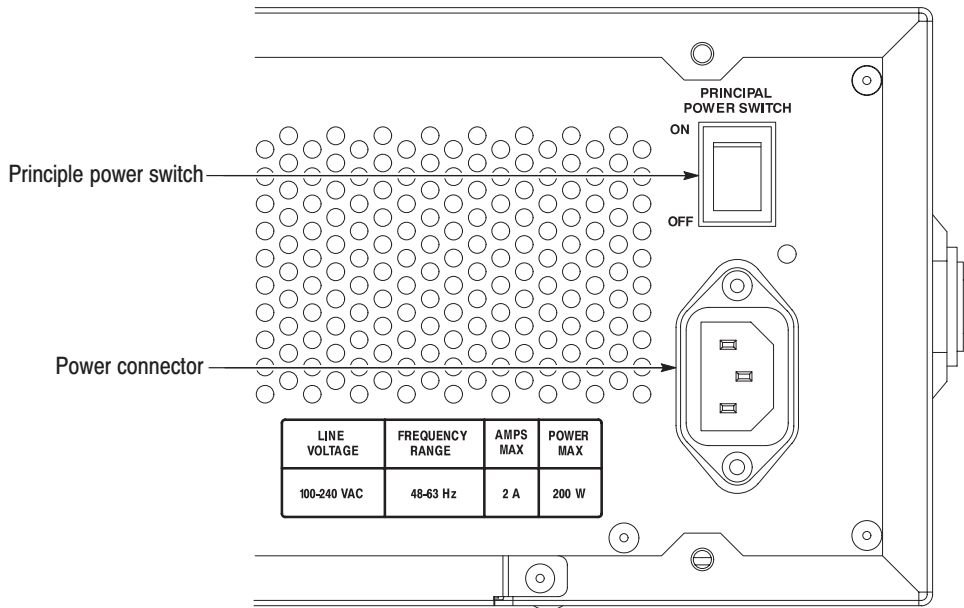 PRINCIPAL
POWER SWITCH
ON
Principle power switch
OFF
Power connector
LINE VOLTAGE
FREQUENCY RANGE
AMPS MAX
POWER MAX
100-240 VAC
48-63 Hz
2 A
200 W